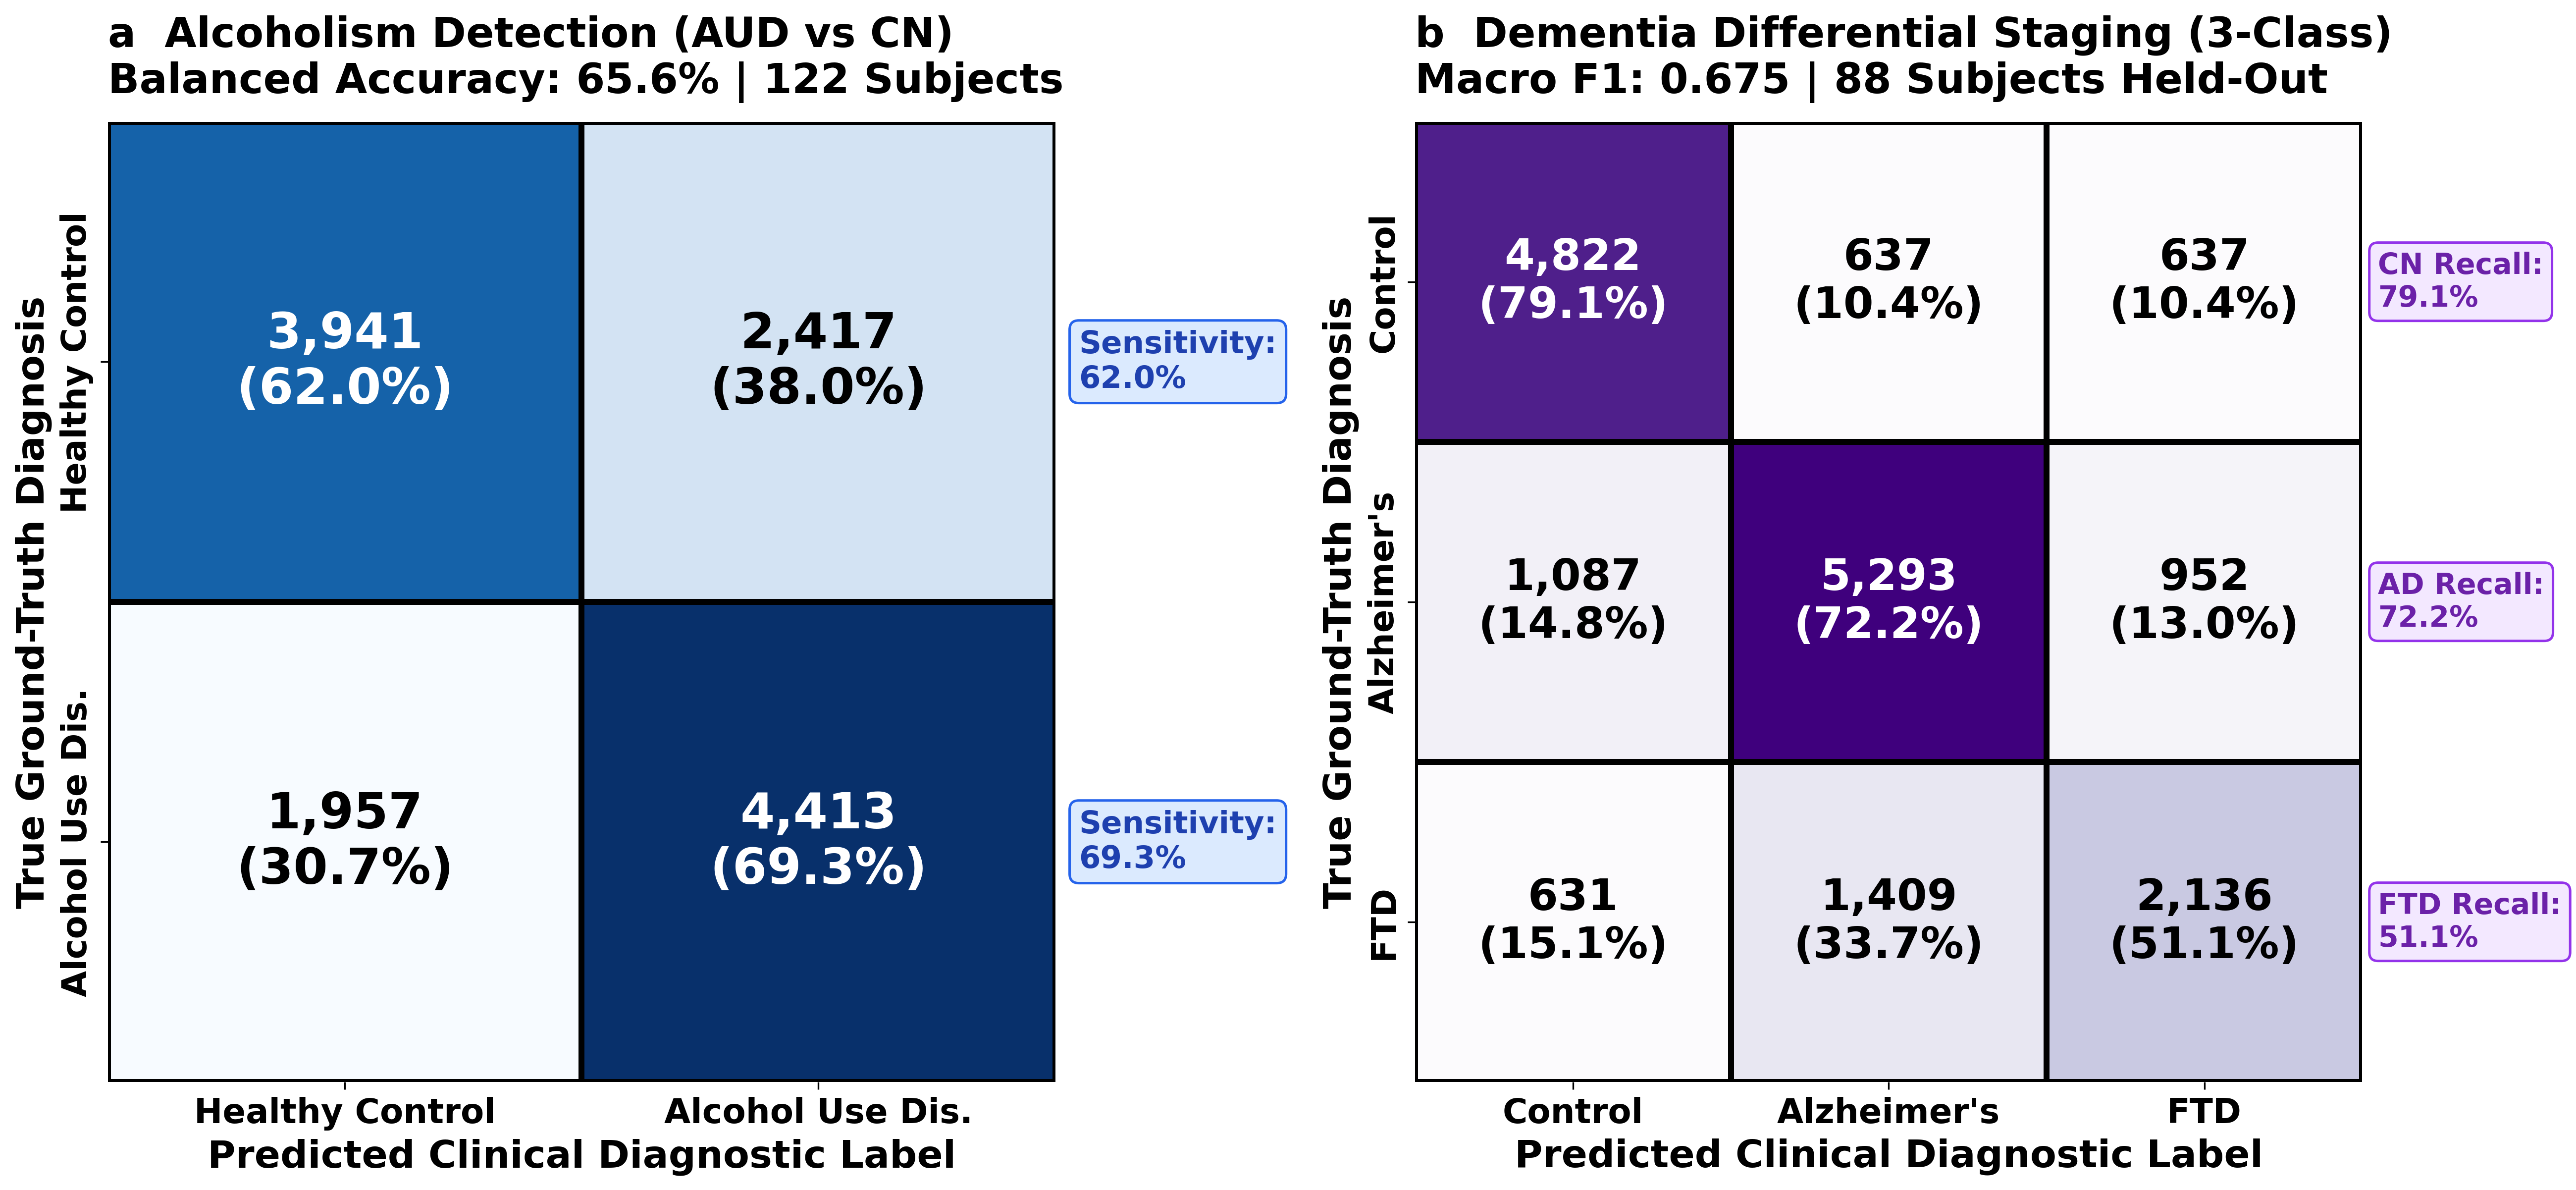 a  Alcoholism Detection (AUD vs CN)
Balanced Accuracy: 65.6% | 122 Subjects
True Ground-Truth Diagnosis
Healthy Control
3,941
(62.0%)
2,417
(38.0%)
Sensitivity:
62.0%
Alcohol Use Dis.
1,957
(30.7%)
4,413
(69.3%)
Sensitivity:
69.3%
Healthy Control
Alcohol Use Dis.
Predicted Clinical Diagnostic Label
b  Dementia Differential Staging (3-Class)
Macro F1: 0.675 | 88 Subjects Held-Out
True Ground-Truth Diagnosis
Control
4,822
(79.1%)
637
(10.4%)
637
(10.4%)
CN Recall:
79.1%
Alzheimer's
1,087
(14.8%)
5,293
(72.2%)
952
(13.0%)
AD Recall:
72.2%
FTD
631
(15.1%)
1,409
(33.7%)
2,136
(51.1%)
FTD Recall:
51.1%
Control
Alzheimer's
FTD
Predicted Clinical Diagnostic Label